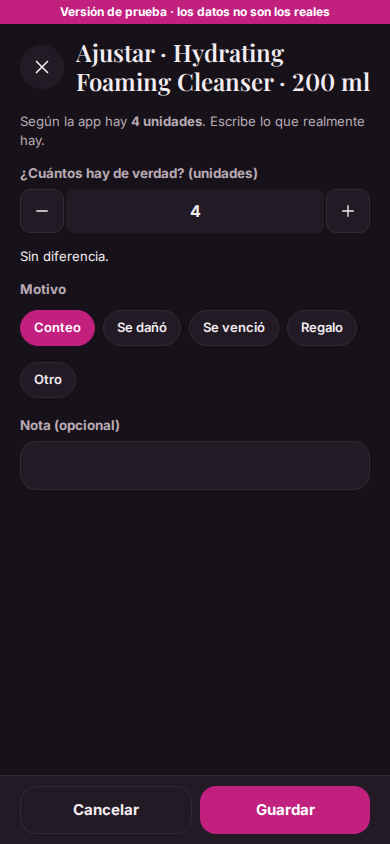 Versión de prueba · los datos no son los reales
Ajustar · Hydrating
Foaming Cleanser · 200 ml
Según la app hay 4 unidades. Escribe lo que realmente
hay.
¿Cuántos hay de verdad? (unidades)
4
Sin diferencia.
Motivo
Conteo Se dañó Se venció Regalo
Otro
Nota (opcional)
Cancelar Guardar